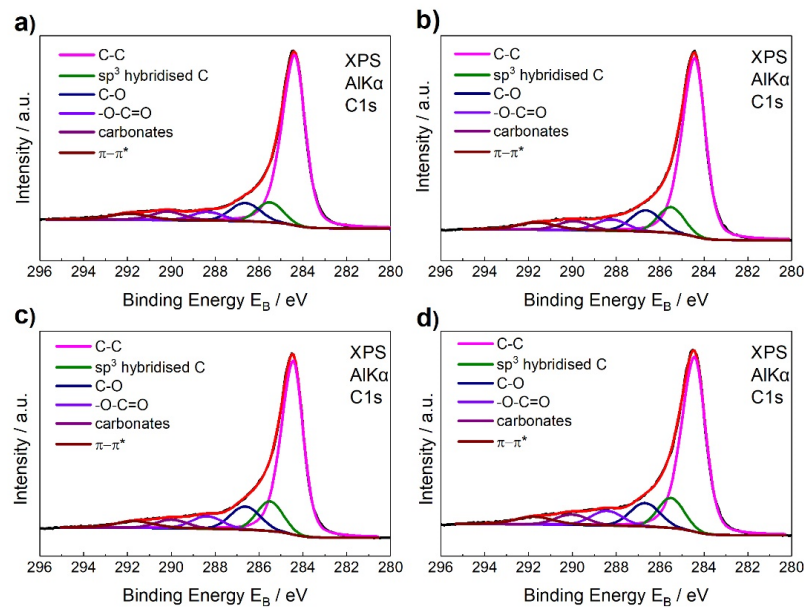 a)
C-C
sp³ hybridised C
C-O
-O-C=O
carbonates
π−π*
XPS
AlKα
C1s
Intensity / a.u.
296 294 292 290 288 286 284 282 280
Binding Energy E_B / eV
b)
C-C
sp³ hybridised C
C-O
-O-C=O
carbonates
π−π*
XPS
AlKα
C1s
Intensity / a.u.
296 294 292 290 288 286 284 282 280
Binding Energy E_B / eV
c)
C-C
sp³ hybridised C
C-O
-O-C=O
carbonates
π−π*
XPS
AlKα
C1s
Intensity / a.u.
296 294 292 290 288 286 284 282 280
Binding Energy E_B / eV
d)
C-C
sp³ hybridised C
C-O
-O-C=O
carbonates
π−π*
XPS
AlKα
C1s
Intensity / a.u.
296 294 292 290 288 286 284 282 280
Binding Energy E_B / eV